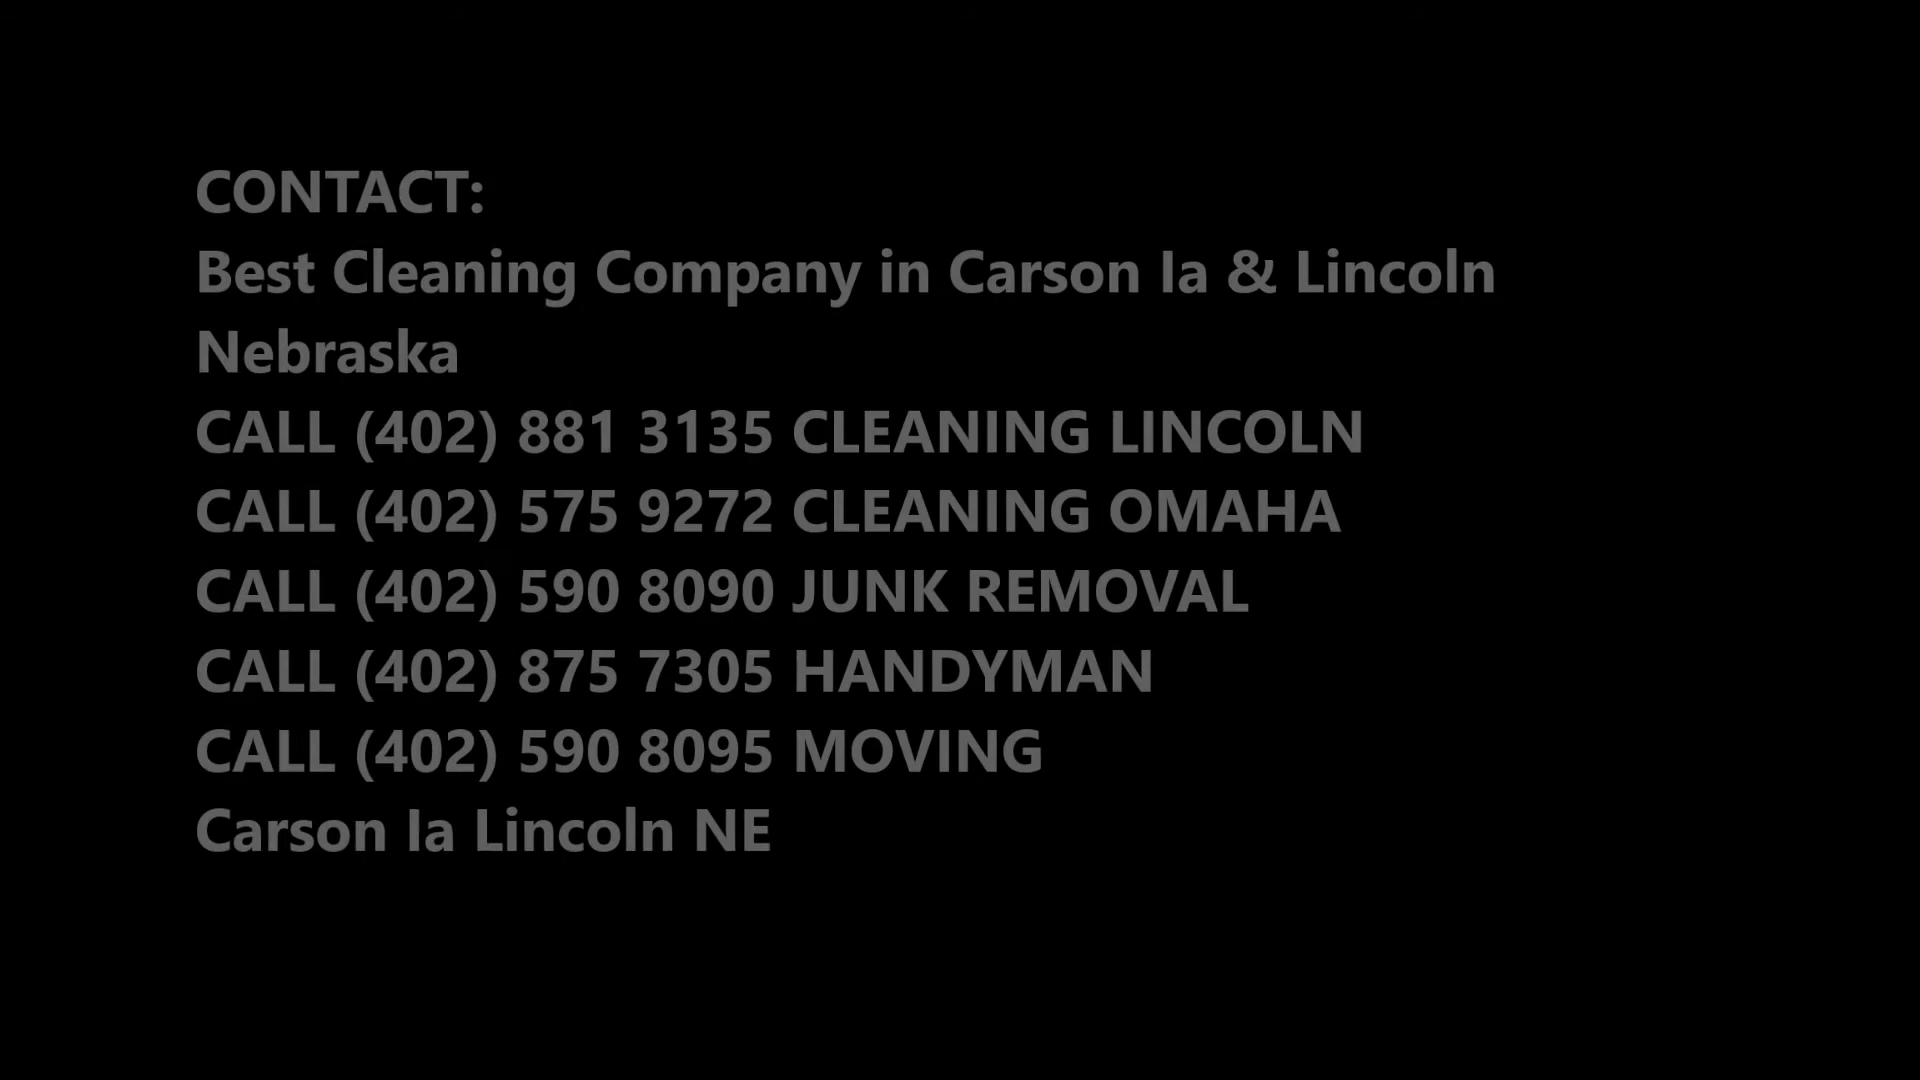 CONTACT:
Best Cleaning Company in Carson Ia & Lincoln
Nebraska
CALL (402) 881 3135 CLEANING LINCOLN
CALL (402) 575 9272 CLEANING OMAHA
CALL (402) 590 8090 JUNK REMOVAL
CALL (402) 875 7305 HANDYMAN
CALL (402) 590 8095 MOVING
Carson Ia Lincoln NE